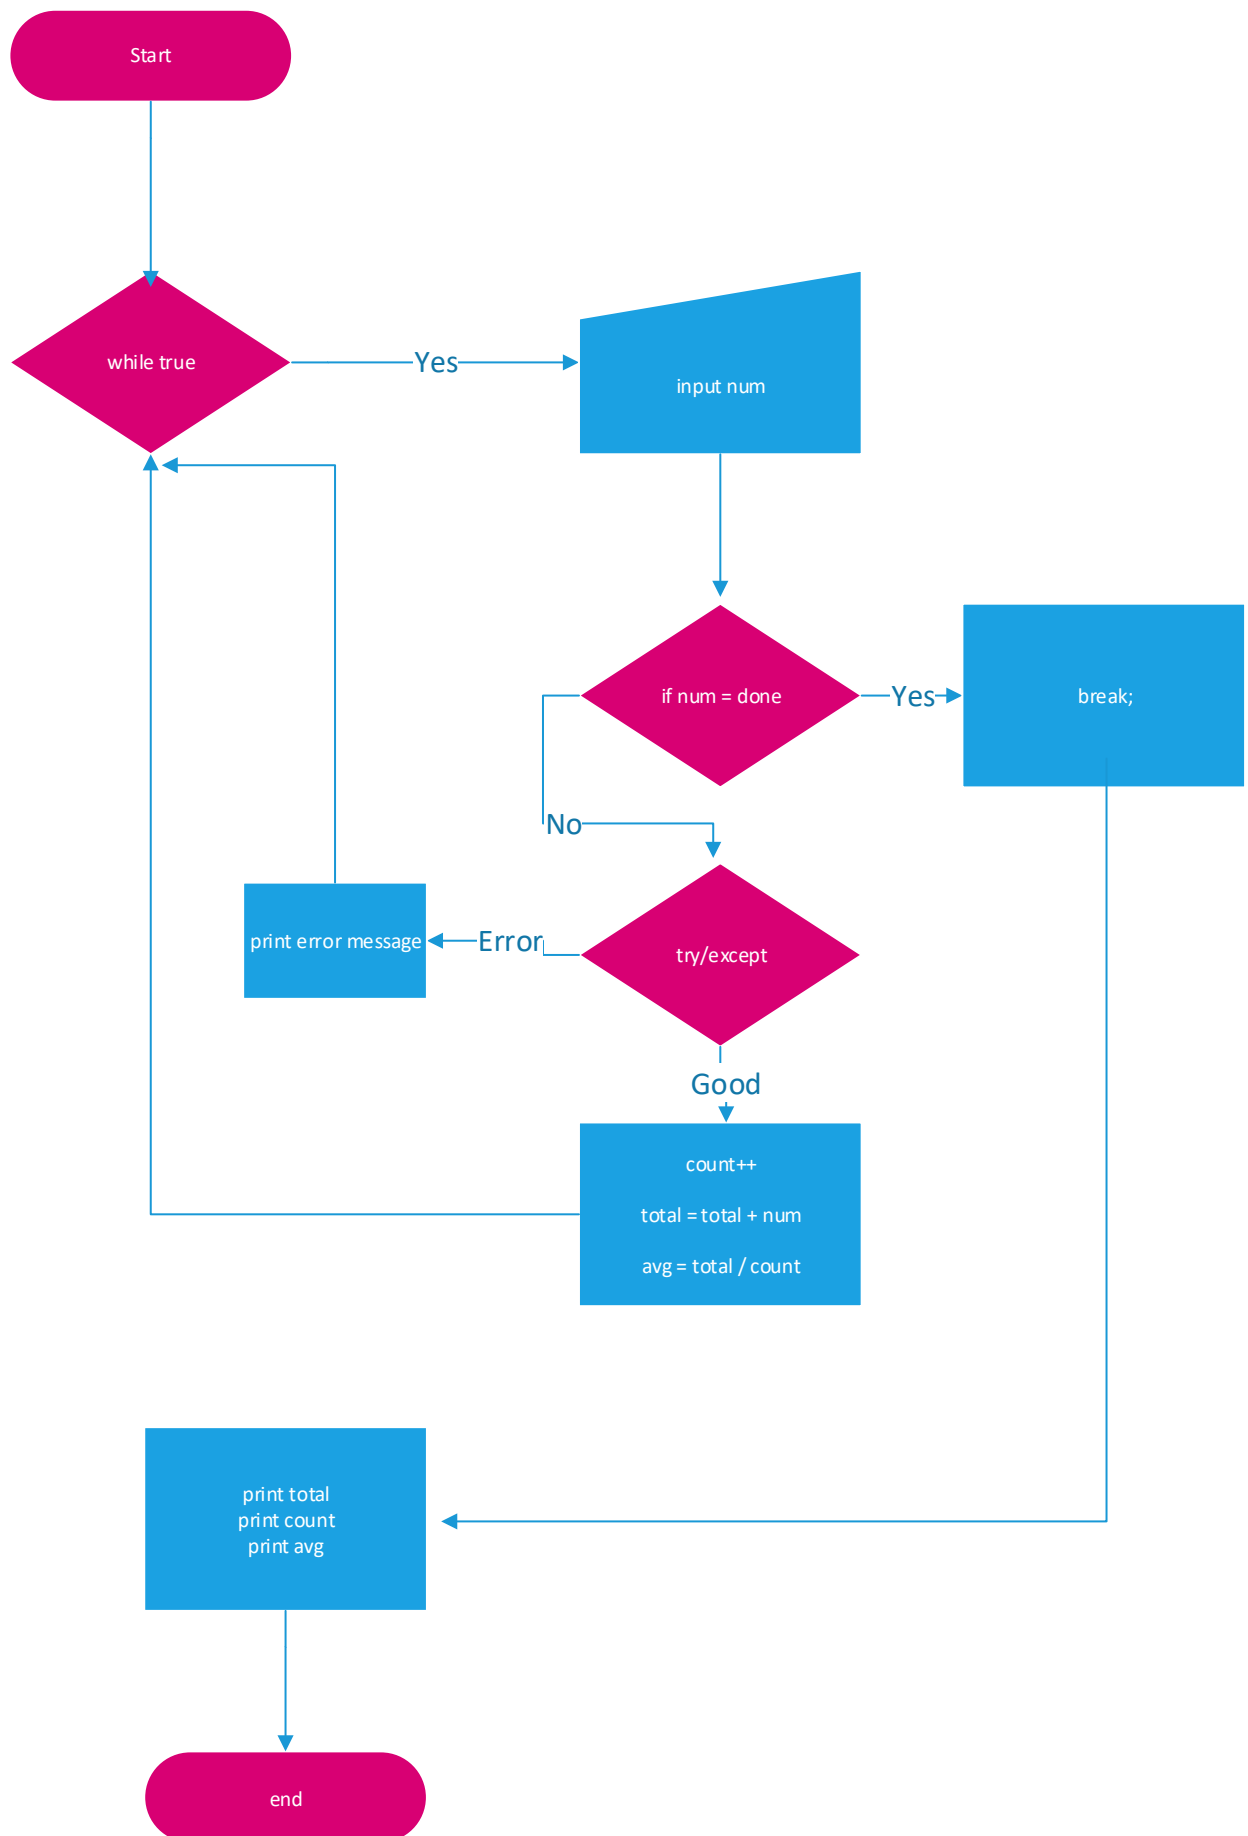 Start
while true
Yes
input num
if num = done
Yes
break;
No
print error message
Error
try/except
Good
count++
total = total + num
avg = total / count
print total
print count
print avg
end